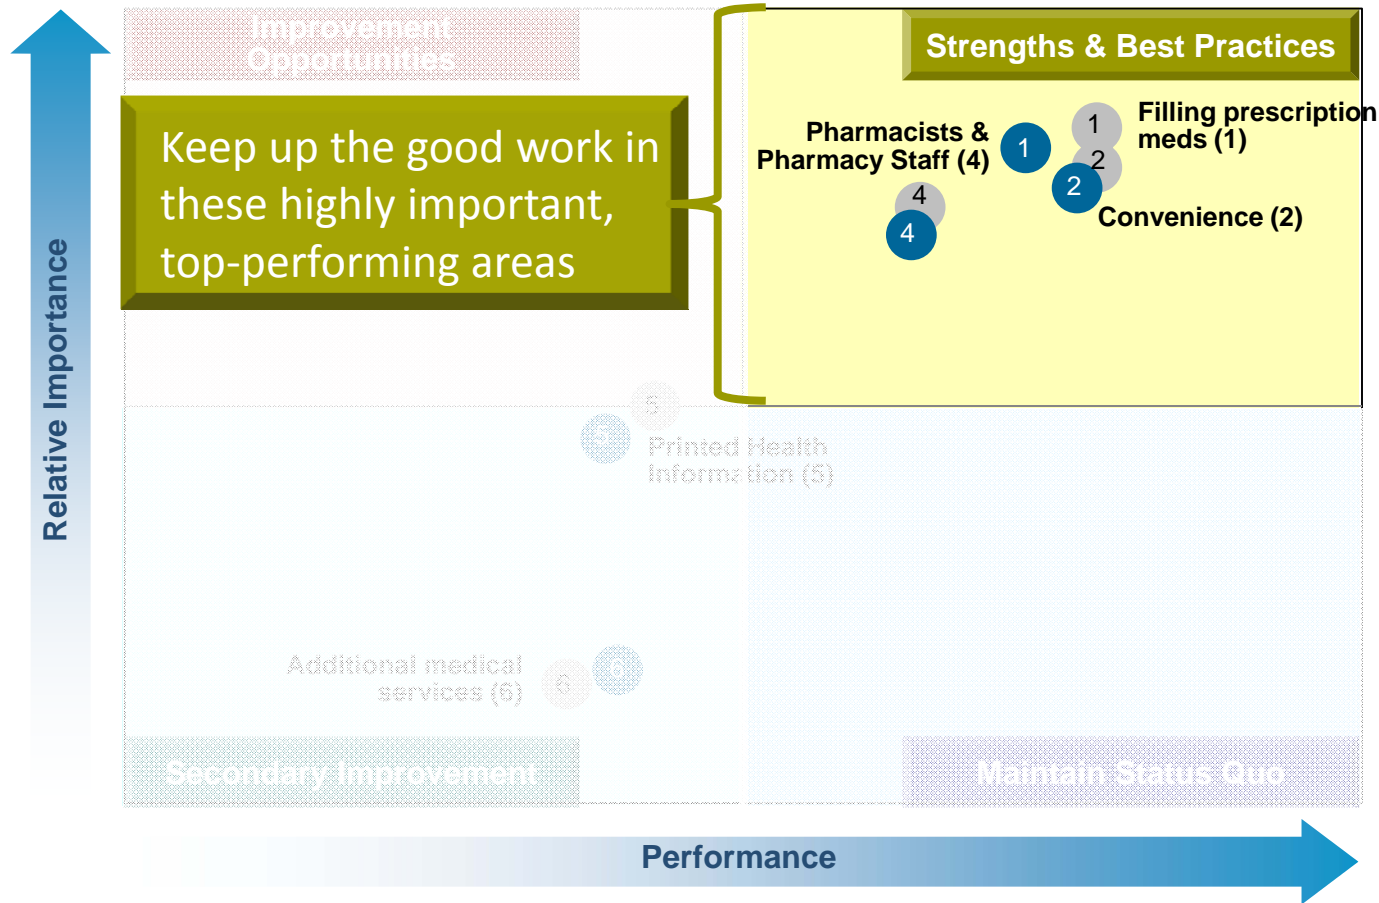 Improvement
Opportunities
Strengths & Best Practices
Keep up the good work in
these highly important,
top-performing areas
Pharmacists &
Pharmacy Staff (4)
1
1
Filling prescription
meds (1)
2
2
Convenience (2)
4
4
Relative Importance
5
5
Printed Health
Information (5)
Additional medical
services (6)
6
6
Secondary Improvement
Maintain Status Quo
Performance